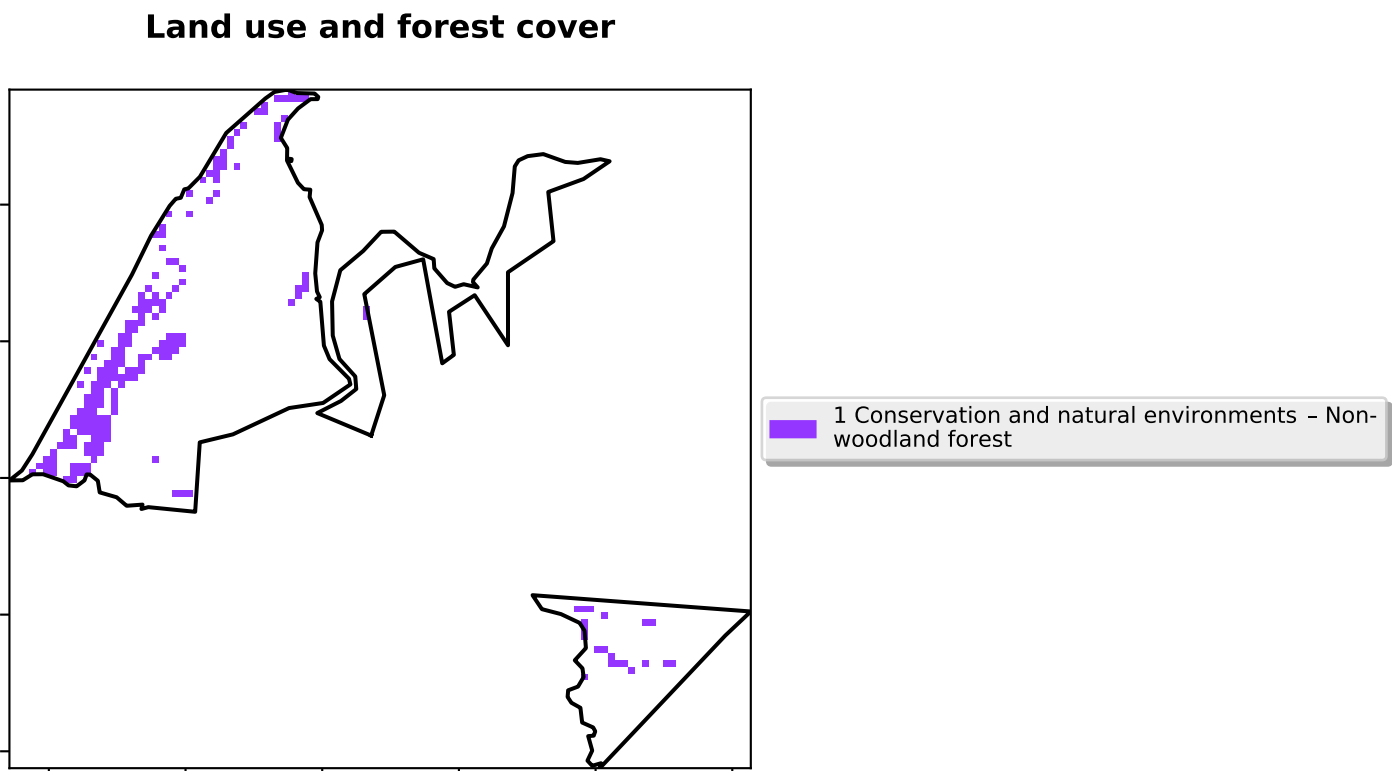 Land use and forest cover
1 Conservation and natural environments – Non-
woodland forest